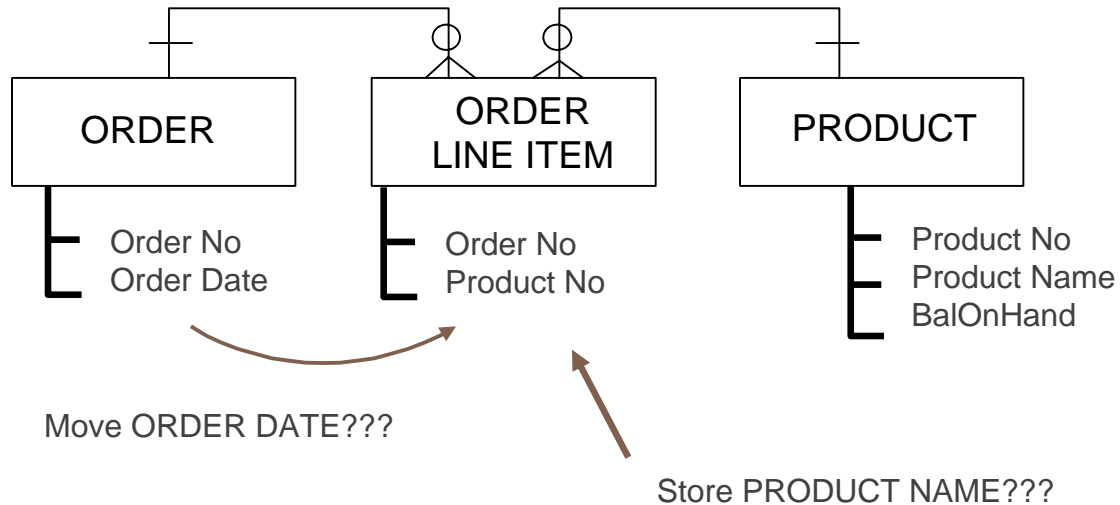 ORDER
ORDER
LINE ITEM
PRODUCT
Order No
Order Date
Order No
Product No
Product No
Product Name
BalOnHand
Move ORDER DATE???
Store PRODUCT NAME???